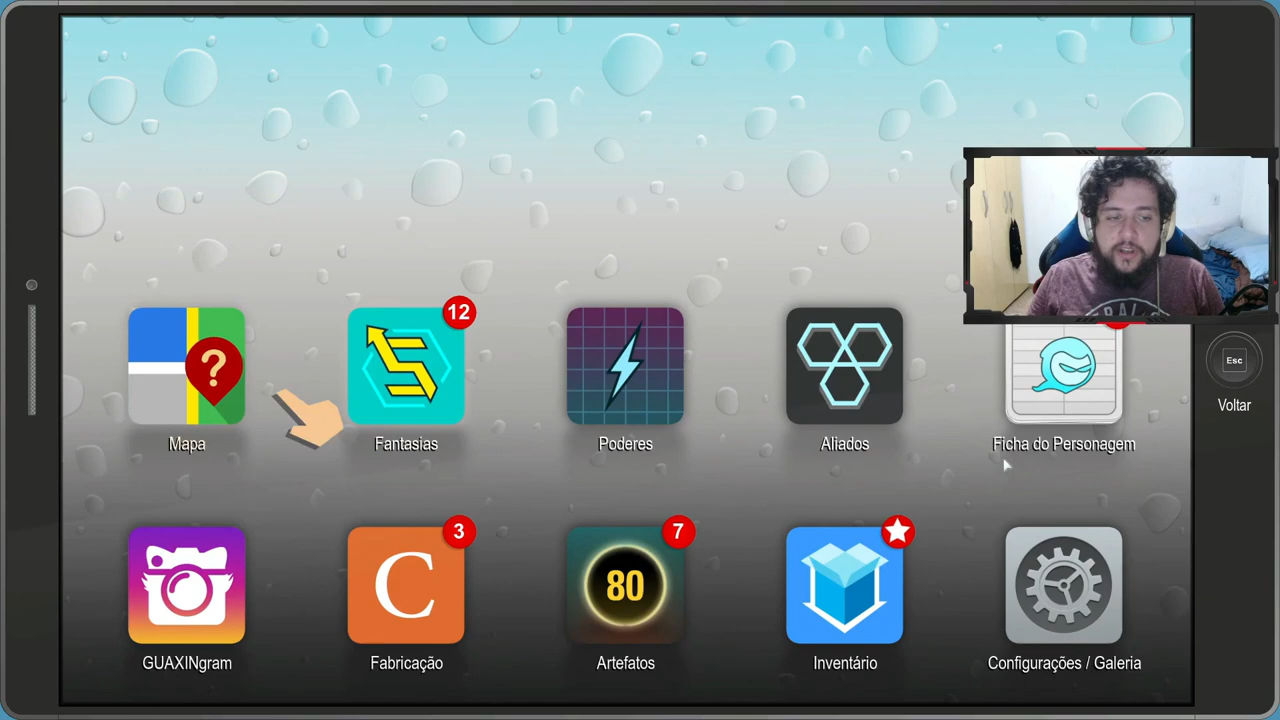 12
?
Mapa
Fantasias
Poderes
Aliados
Ficha do Personagem
Esc
Voltar
3
7
C
80
GUAXINgram
Fabricação
Artefatos
Inventário
Configurações / Galeria